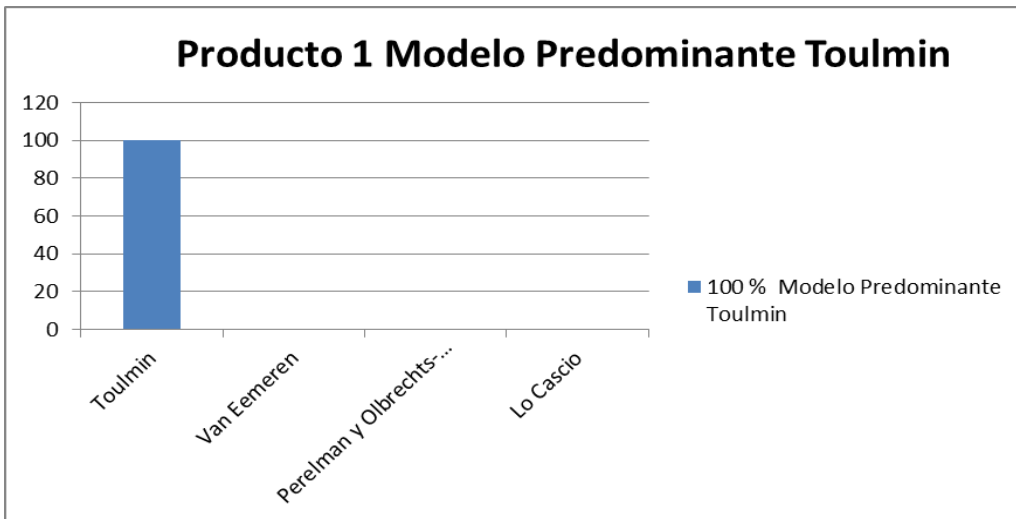 Producto 1 Modelo Predominante Toulmin
120
100
80
60
40
20
0
Toulmin
Van Eemeren
Perelman y Olbrechts-...
Lo Cascio
100 % Modelo Predominante
Toulmin